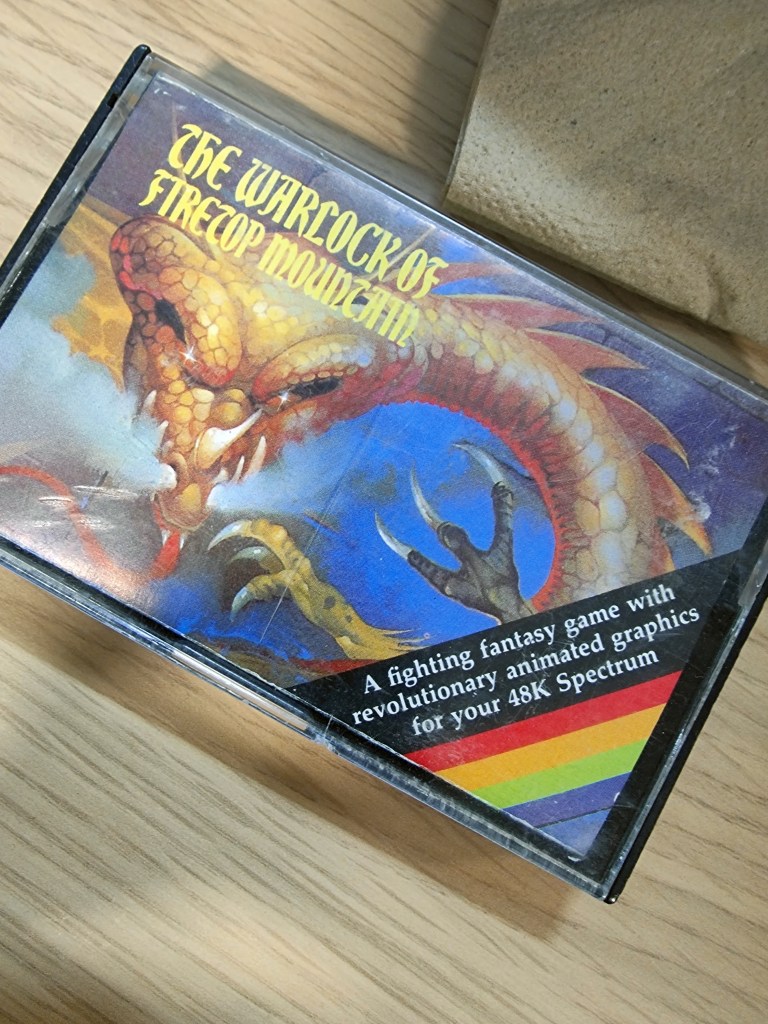 THE WARLOCK OF
FIRETOP MOUNTAIN
A fighting fantasy game with
revolutionary animated graphics
for your 48K Spectrum